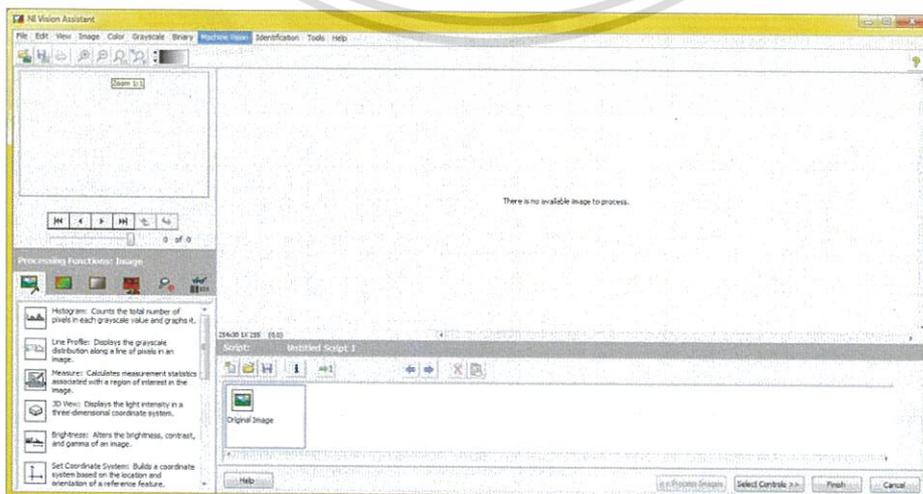 NI Vision Assistant
File Edit View Image Color Grayscale Binary Machine Vision Identification Tools Help
Zoom 1:1
There is no available image to process.
0 of 0
Processing Functions: Image
Histogram: Counts the total number of
pixels in each grayscale value and graphs it.
Line Profile: Displays the grayscale
distribution along a line of pixels in an
image.
Measure: Calculates measurement statistics
associated with a region of interest in the
image.
3D View: Displays the light intensity in a
three-dimensional coordinate system.
Brightness: Alters the brightness, contrast,
and gamma of an image.
Set Coordinate System: Builds a coordinate
system based on the location and
orientation of a reference feature.
(0,0)
Script: Untitled Script 1
Original Image
Help
<< Process Images
Select Controls >>
Finish
Cancel